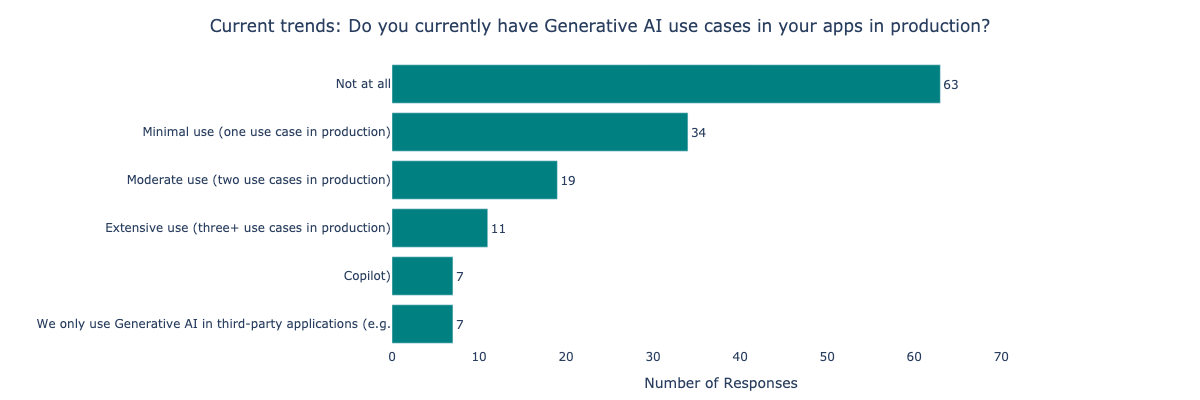 Current trends: Do you currently have Generative AI use cases in your apps in production?
Not at all
63
Minimal use (one use case in production)
34
Moderate use (two use cases in production)
19
Extensive use (three+ use cases in production)
11
Copilot)
7
We only use Generative AI in third-party applications (e.g.
7
0 10 20 30 40 50 60 70
Number of Responses